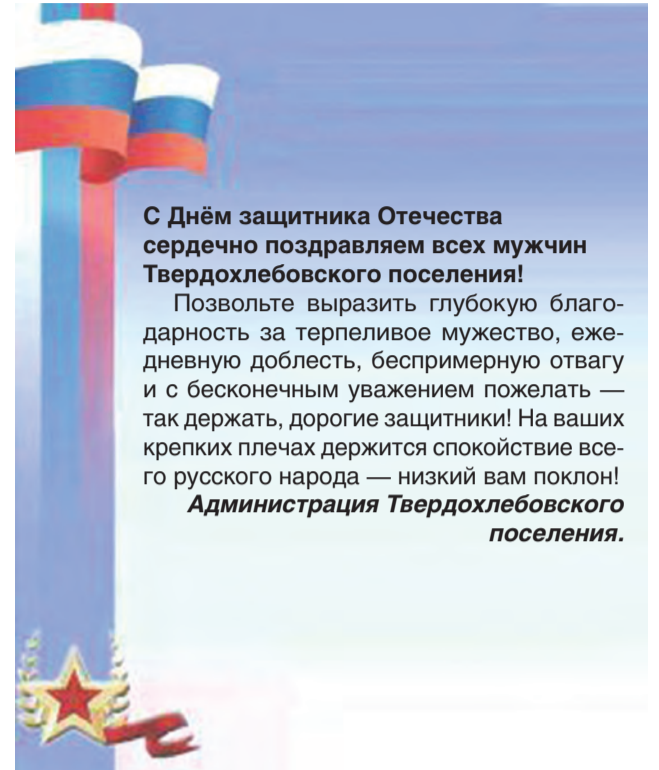 С Днём защитника Отечества
сердечно поздравляем всех мужчин
Твердохлебовского поселения!
Позвольте выразить глубокую благо-
дарность за терпеливое мужество, еже-
дневную доблесть, беспримерную отвагу
и с бесконечным уважением пожелать —
так держать, дорогие защитники! На ваших
крепких плечах держится спокойствие все-
го русского народа — низкий вам поклон!
Администрация Твердохлебовского
поселения.